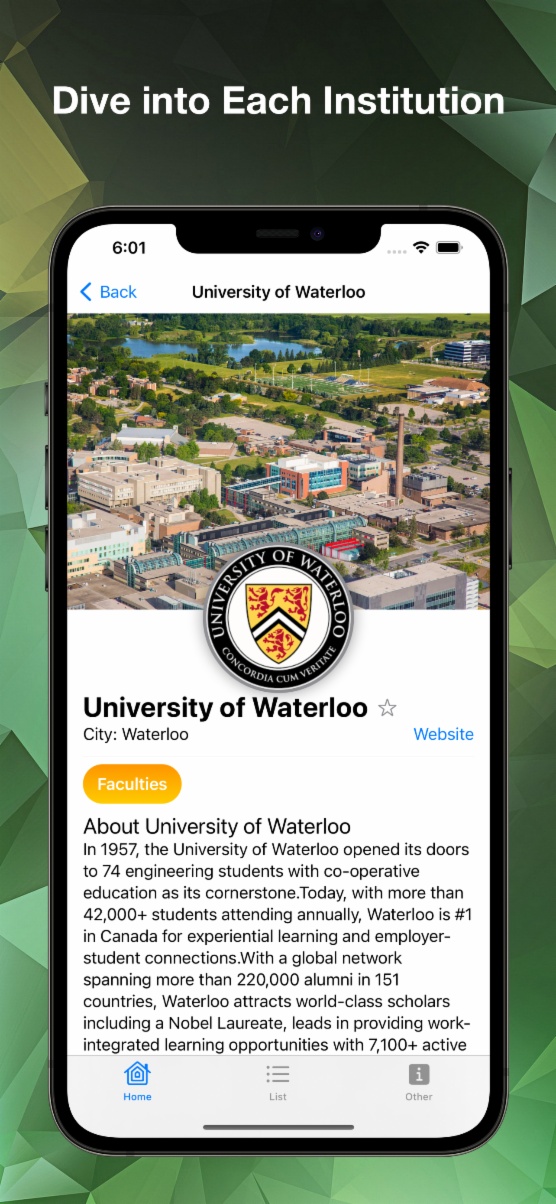 Dive into Each Institution
6:01
Back
University of Waterloo
UNIVERSITY OF WATERLOO
CONCORDIA CUM VERITATE
University of Waterloo
City: Waterloo
Website
Faculties
About University of Waterloo
In 1957, the University of Waterloo opened its doors
to 74 engineering students with co-operative
education as its cornerstone.Today, with more than
42,000+ students attending annually, Waterloo is #1
in Canada for experiential learning and employer-
student connections.With a global network
spanning more than 220,000 alumni in 151
countries, Waterloo attracts world-class scholars
including a Nobel Laureate, leads in providing work-
integrated learning opportunities with 7,100+ active
Home
List
Other